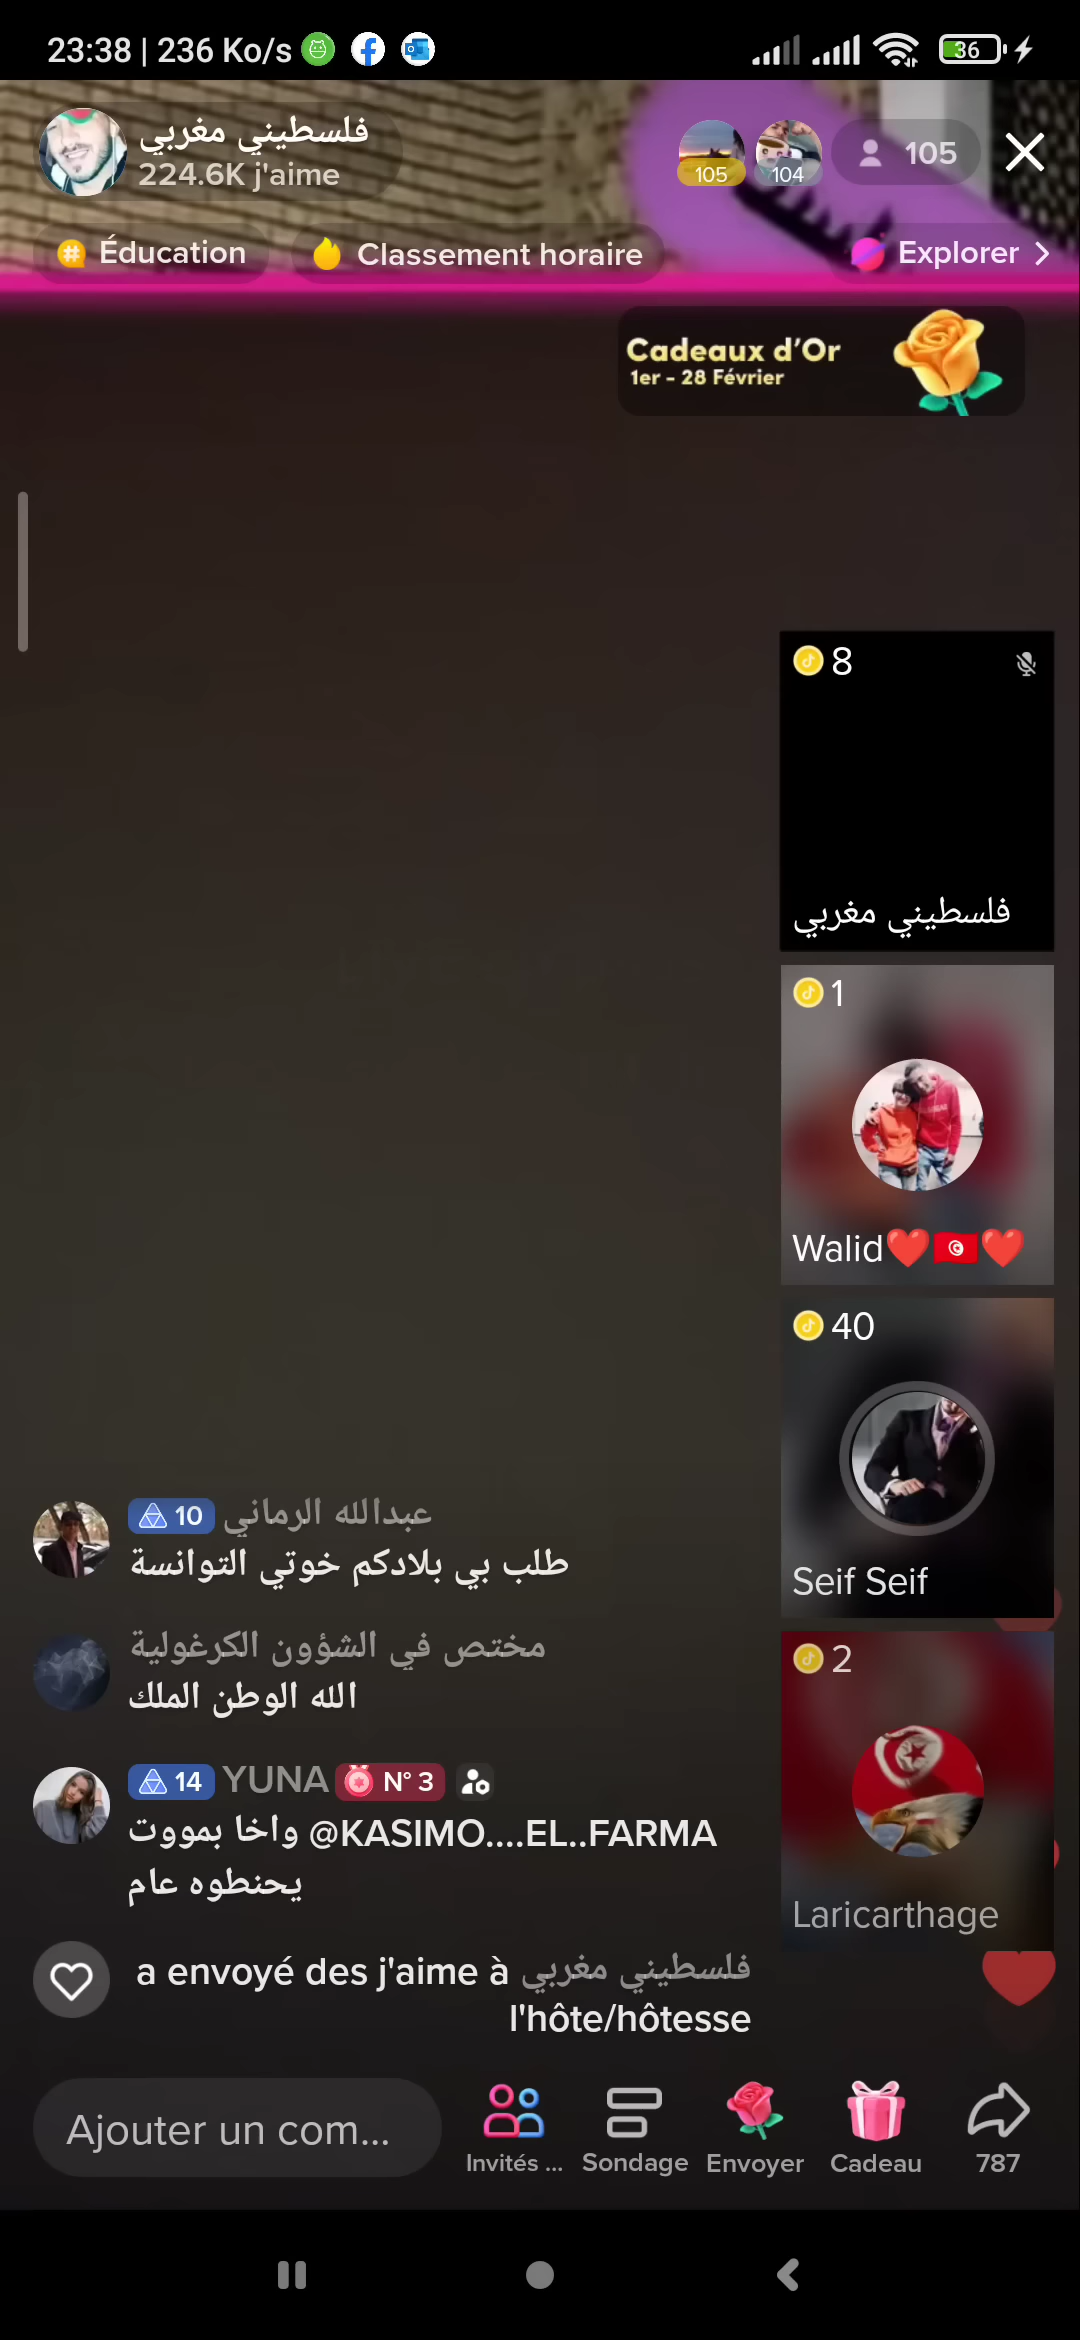 23:38 | 236 Ko/s
36
فلسطيني مغربي
224.6K j'aime
105
104
105
Éducation
Classement horaire
Explorer
Cadeaux d'Or
1er - 28 Février
8
فلسطيني مغربي
1
Walid❤️🇹🇳❤️
40
Seif Seif
2
Laricarthage
10 عبدالله الرماني
طلب بي بلادكم خوتي التوانسة
مختص في الشؤون الكرغولية
الله الوطن الملك
14 YUNA N° 3
@KASIMO....EL..FARMA واخا بمووت
يحنطوه عام
فلسطيني مغربي a envoyé des j'aime à
l'hôte/hôtesse
Ajouter un com...
Invités ...
Sondage
Envoyer
Cadeau
787